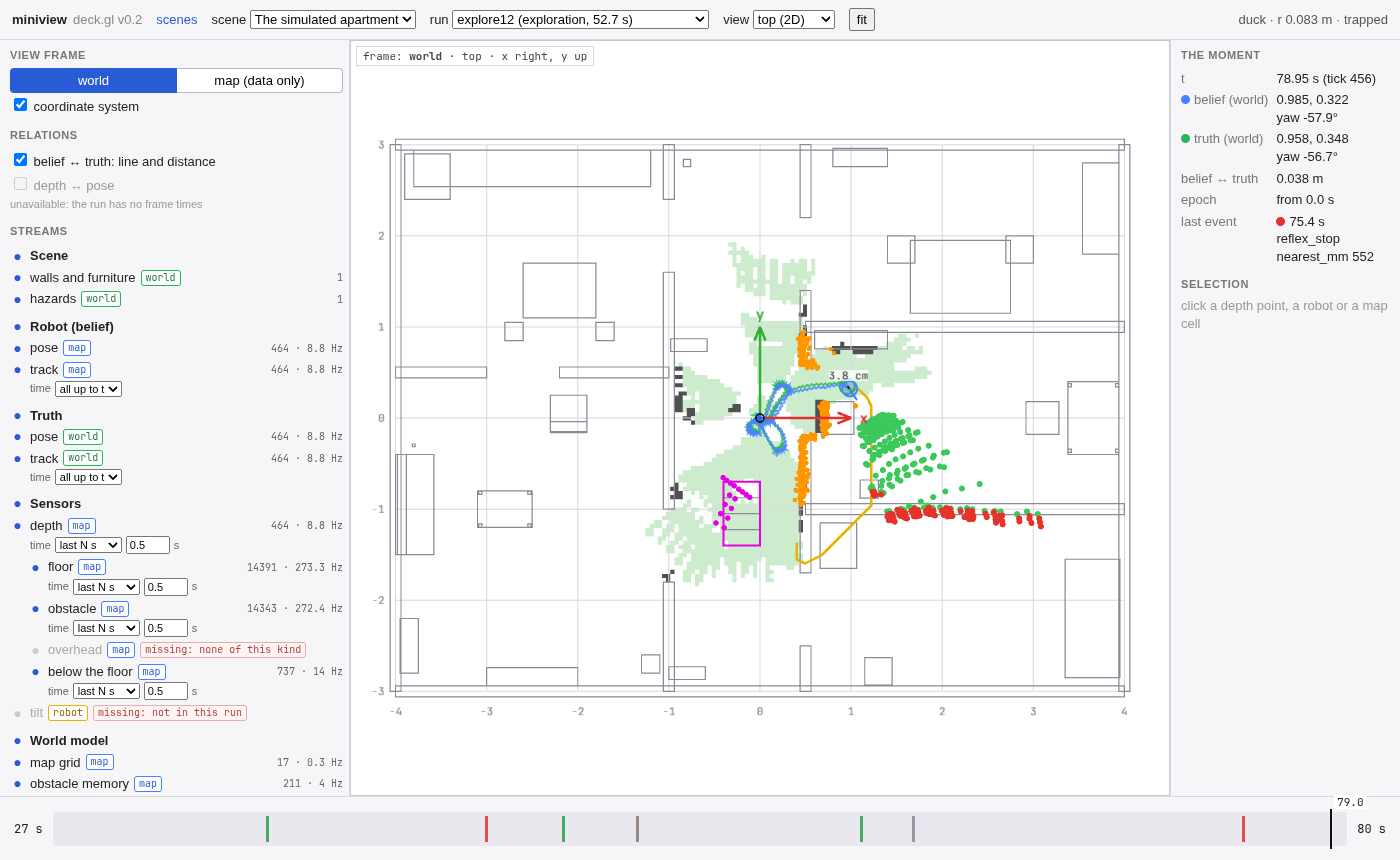 miniview deck.gl v0.2 scenes scene The simulated apartment run explore12 (exploration, 52.7 s) view top (2D) fit duck · r 0.083 m · trapped
VIEW FRAME
world map (data only)
coordinate system
RELATIONS
belief ↔ truth: line and distance
depth ↔ pose
unavailable: the run has no frame times
STREAMS
Scene
walls and furniture world 1
hazards world 1
Robot (belief)
pose map 464 · 8.8 Hz
track map 464 · 8.8 Hz
time all up to t
Truth
pose world 464 · 8.8 Hz
track world 464 · 8.8 Hz
time all up to t
Sensors
depth map 464 · 8.8 Hz
time last N s 0.5 s
floor map 14391 · 273.3 Hz
time last N s 0.5 s
obstacle map 14343 · 272.4 Hz
time last N s 0.5 s
overhead map missing: none of this kind
below the floor map 737 · 14 Hz
time last N s 0.5 s
tilt robot missing: not in this run
World model
map grid map 17 · 0.3 Hz
obstacle memory map 211 · 4 Hz
frame: world · top · x right, y up
3
2
1
0
-1
-2
-3
-4 -3 -2 -1 0 1 2 3 4
y
x
3.8 cm
THE MOMENT
t 78.95 s (tick 456)
belief (world) 0.985, 0.322
yaw -57.9°
truth (world) 0.958, 0.348
yaw -56.7°
belief ↔ truth 0.038 m
epoch from 0.0 s
last event 75.4 s
reflex_stop
nearest_mm 552
SELECTION
click a depth point, a robot or a map
cell
79.0
27 s 80 s